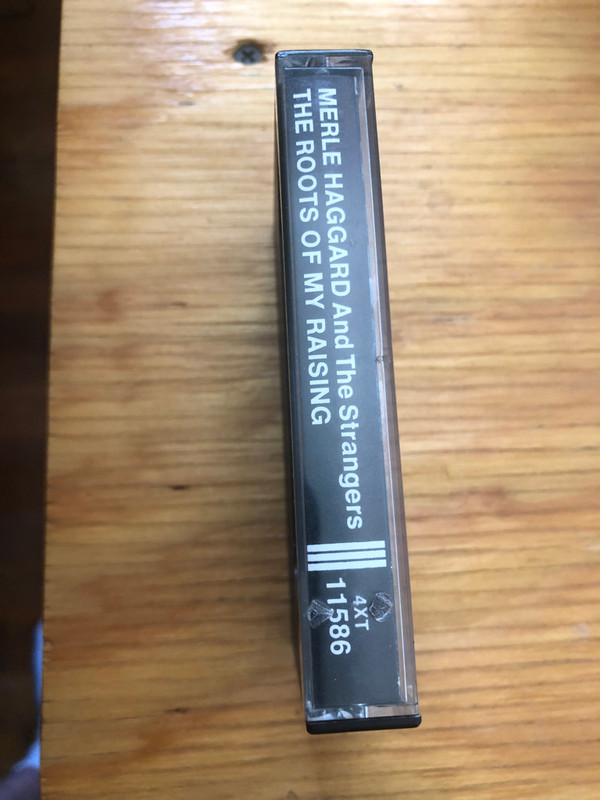 MERLE HAGGARD And The Strangers
THE ROOTS OF MY RAISING
4XT
11586